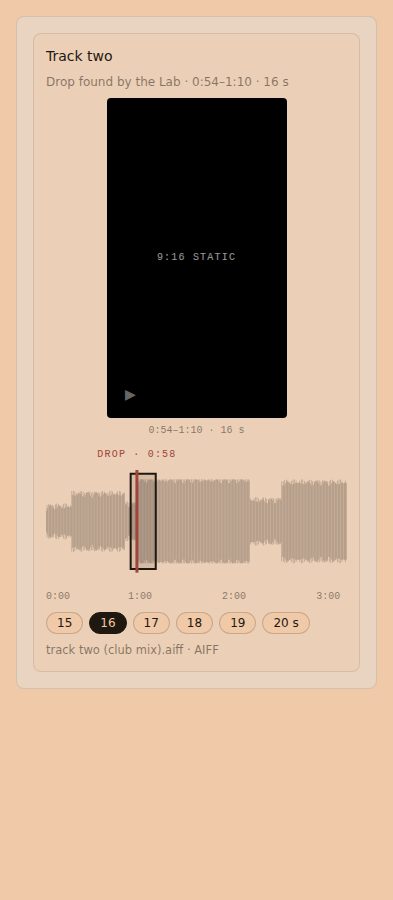 Track two
Drop found by the Lab · 0:54–1:10 · 16 s
9:16 STATIC
0:54–1:10 · 16 s
DROP · 0:58
0:00 1:00 2:00 3:00
15 16 17 18 19 20 s
track two (club mix).aiff · AIFF